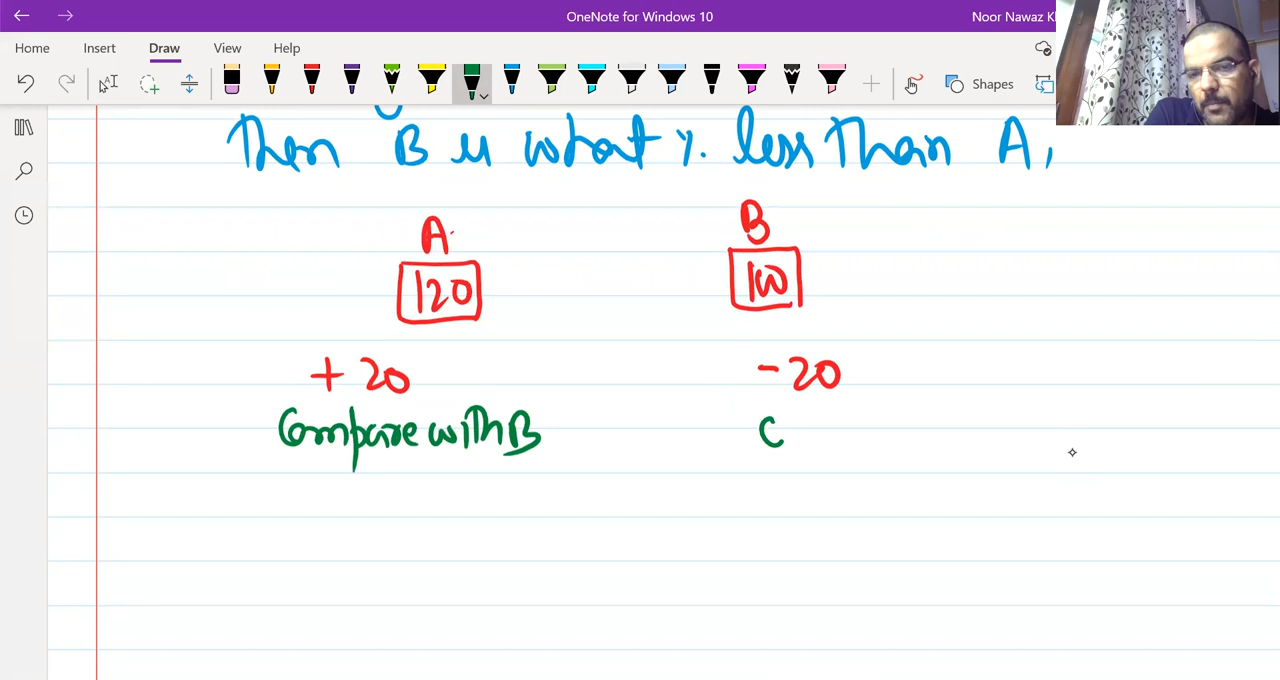 OneNote for Windows 10
Noor Nawaz Kh
Home Insert Draw View Help
Shapes
Then B is what %. less than A,
A B
120 100
+ 20 - 20
Compare with B C